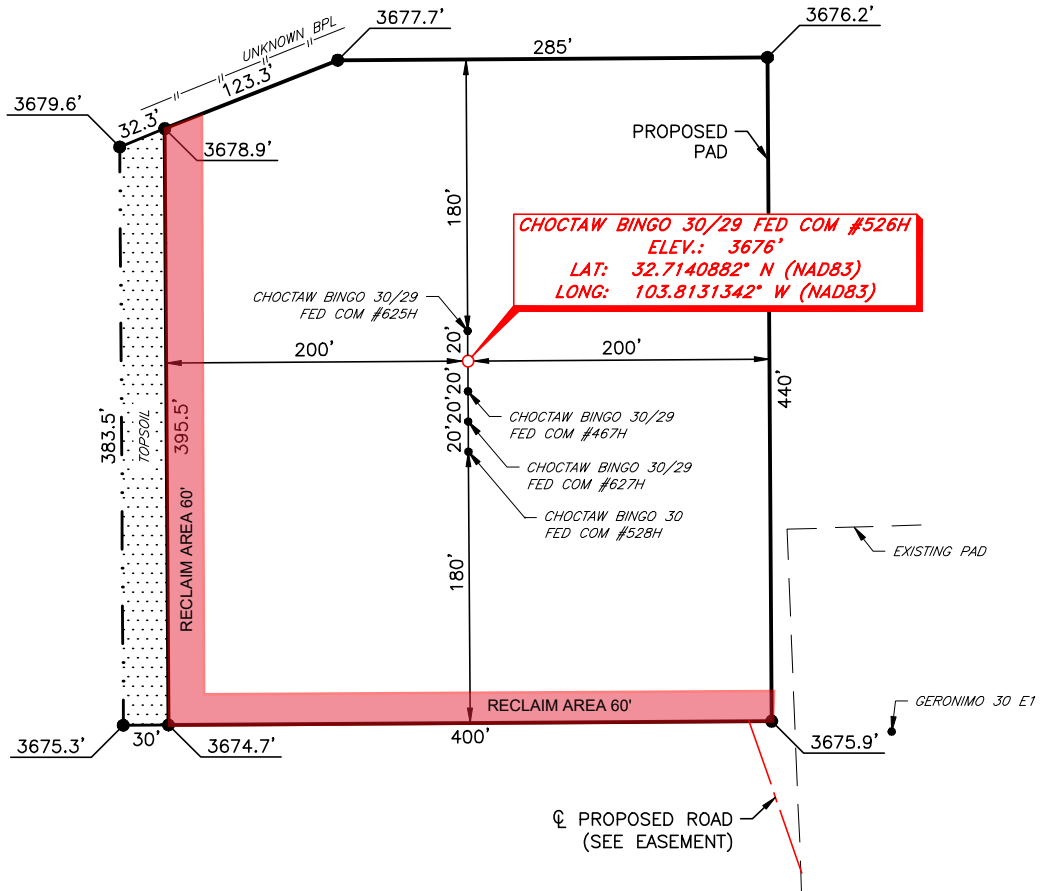 3677.7'
3676.2'
UNKNOWN BPL
285'
123.3'
3679.6'
32.3'
3678.9'
PROPOSED
PAD
180'
CHOCTAW BINGO 30/29 FED COM #526H
ELEV.: 3676'
LAT: 32.7140882° N (NAD83)
LONG: 103.8131342° W (NAD83)
CHOCTAW BINGO 30/29
FED COM #625H
20'
200'
200'
20'
20'
20'
440'
383.5'
TOPSOIL
395.5'
CHOCTAW BINGO 30/29
FED COM #467H
CHOCTAW BINGO 30/29
FED COM #627H
CHOCTAW BINGO 30
FED COM #528H
RECLAIM AREA 60'
180'
EXISTING PAD
RECLAIM AREA 60'
GERONIMO 30 E1
3675.3'
30'
3674.7'
400'
3675.9'
℄ PROPOSED ROAD
(SEE EASEMENT)